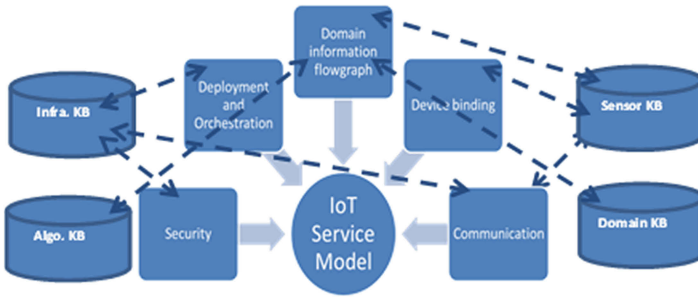 Domain
information
flowgraph
Deployment
and
Orchestration
Device binding
Infra. KB
Sensor KB
Algo. KB
Security
IoT
Service
Model
Communication
Domain KB